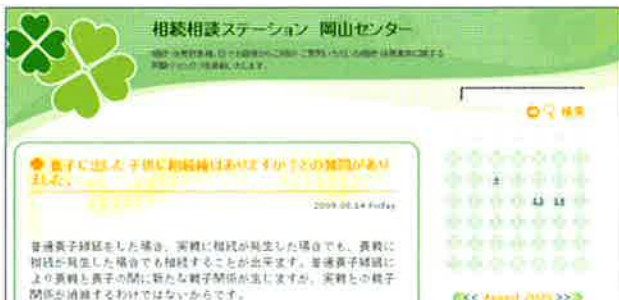 相続相談ステーション 岡山センター
検索
養子に出した子供に相続権はありますか？との質問があり
ました。
2009.08.14 Friday
普通養子縁組をした場合、実親に相続が発生した場合でも、養親に
相続が発生した場合でも相続することが出来ます。普通養子縁組に
より養親と養子の間に新たな親子関係が生じますが、実親との親子
関係が消滅するわけではないからです。
<< August 2009 >>